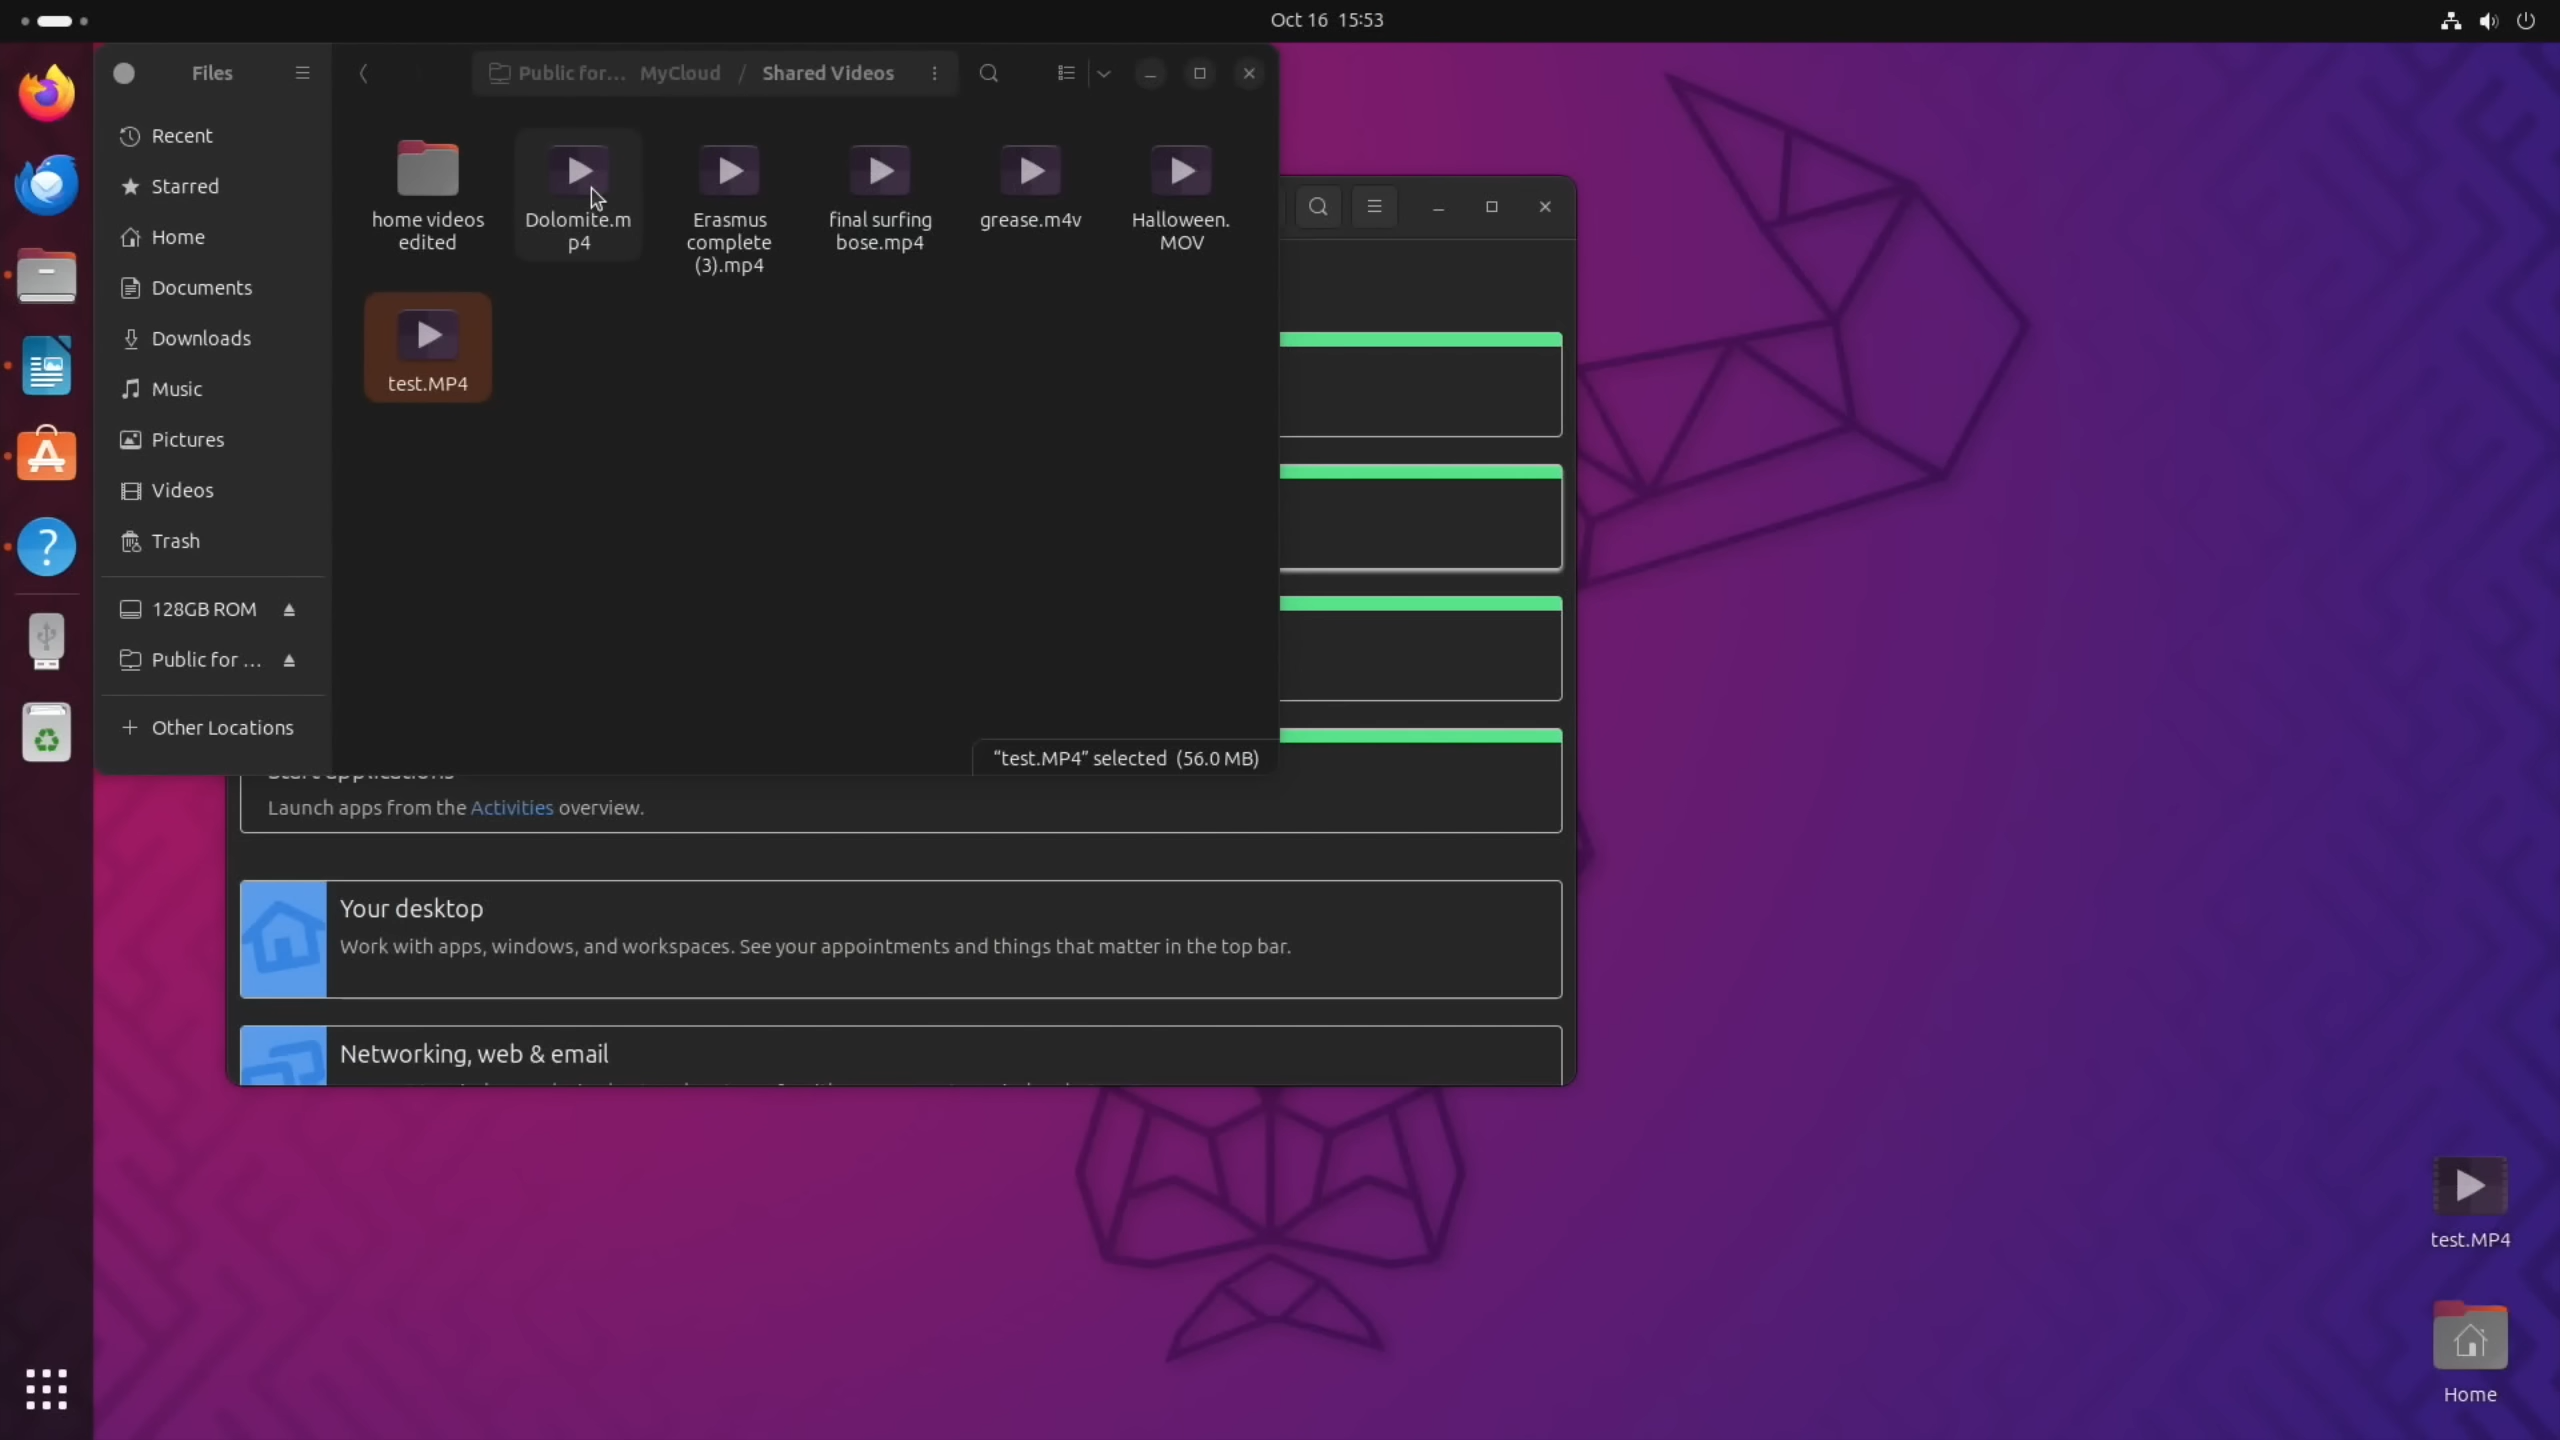 Oct 16 15:53
Files
Public for... MyCloud / Shared Videos
Recent
Starred
Home
Documents
Downloads
Music
Pictures
Videos
Trash
128GB ROM
Public for ...
Other Locations
home videos
edited
Dolomite.m
p4
Erasmus
complete
(3).mp4
final surfing
bose.mp4
grease.m4v
Halloween.
MOV
test.MP4
“test.MP4” selected (56.0 MB)
Start applications
Launch apps from the Activities overview.
Your desktop
Work with apps, windows, and workspaces. See your appointments and things that matter in the top bar.
Networking, web & email
test.MP4
Home